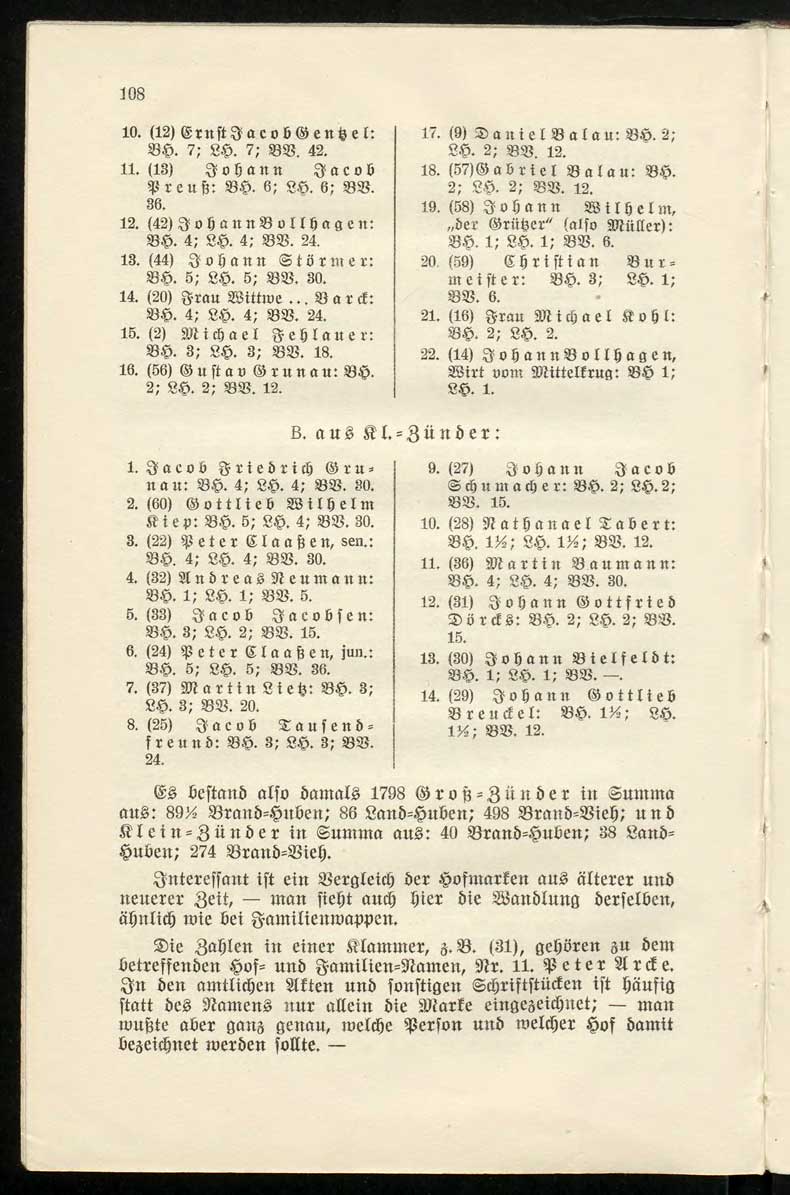 108
10. (12) Ernst Jacob Gentzel:
BH. 7; LH. 7; BV. 42.
11. (13) Johann Jacob
Preuß: BH. 6; LH. 6; BV.
36.
12. (42) Johann Bollhagen:
BH. 4; LH. 4; BV. 24.
13. (44) Johann Störmer:
BH. 5; LH. 5; BV. 30.
14. (20) Frau Wittwe ... Barck:
BH. 4; LH. 4; BV. 24.
15. (2) Michael Fehlauer:
BH. 3; LH. 3; BV. 18.
16. (56) Gustav Grunau: BH.
2; LH. 2; BV. 12.
17. (9) Daniel Balau: BH. 2;
LH. 2; BV. 12.
18. (57) Gabriel Balau: BH.
2; LH. 2; BV. 12.
19. (58) Johann Wilhelm,
„der Grützer“ (also Müller):
BH. 1; LH. 1; BV. 6.
20. (59) Christian Bur-
meister: BH. 3; LH. 1;
BV. 6.
21. (16) Frau Michael Kohl:
BH. 2; LH. 2.
22. (14) Johann Bollhagen,
Wirt vom Mittelkrug: BH 1;
LH. 1.
B. aus Kl.-Zünder:
1. Jacob Friedrich Gru-
nau: BH. 4; LH. 4; BV. 30.
2. (60) Gottlieb Wilhelm
Kiep: BH. 5; LH. 4; BV. 30.
3. (22) Peter Claaßen, sen.:
BH. 4; LH. 4; BV. 30.
4. (32) Andreas Neumann:
BH. 1; LH. 1; BV. 5.
5. (33) Jacob Jacobsen:
BH. 3; LH. 2; BV. 15.
6. (24) Peter Claaßen, jun.:
BH. 5; LH. 5; BV. 36.
7. (37) Martin Lietz: BH. 3;
LH. 3; BV. 20.
8. (25) Jacob Tausend-
freund: BH. 3; LH. 3; BV.
24.
9. (27) Johann Jacob
Schumacher: BH. 2; LH. 2;
BV. 15.
10. (28) Nathanael Tabert:
BH. 1½; LH. 1½; BV. 12.
11. (36) Martin Baumann:
BH. 4; LH. 4; BV. 30.
12. (31) Johann Gottfried
Dörcks: BH. 2; LH. 2; BV.
15.
13. (30) Johann Bielfeldt:
BH. 1; LH. 1; BV. —.
14. (29) Johann Gottlieb
Breuckel: BH. 1½; LH.
1½; BV. 12.
Es bestand also damals 1798 Groß-Zünder in Summa
aus: 89½ Brand-Huben; 86 Land-Huben; 498 Brand-Vieh; und
Klein-Zünder in Summa aus: 40 Brand-Huben; 38 Land-
Huben; 274 Brand-Vieh.
Interessant ist ein Vergleich der Hofmarken aus älterer und
neuerer Zeit, — man sieht auch hier die Wandlung derselben,
ähnlich wie bei Familienwappen.
Die Zahlen in einer Klammer, z. B. (31), gehören zu dem
betreffenden Hof- und Familien-Namen, Nr. 11. Peter Arcke.
In den amtlichen Akten und sonstigen Schriftstücken ist häufig
statt des Namens nur allein die Marke eingezeichnet; — man
wußte aber ganz genau, welche Person und welcher Hof damit
bezeichnet werden sollte. —